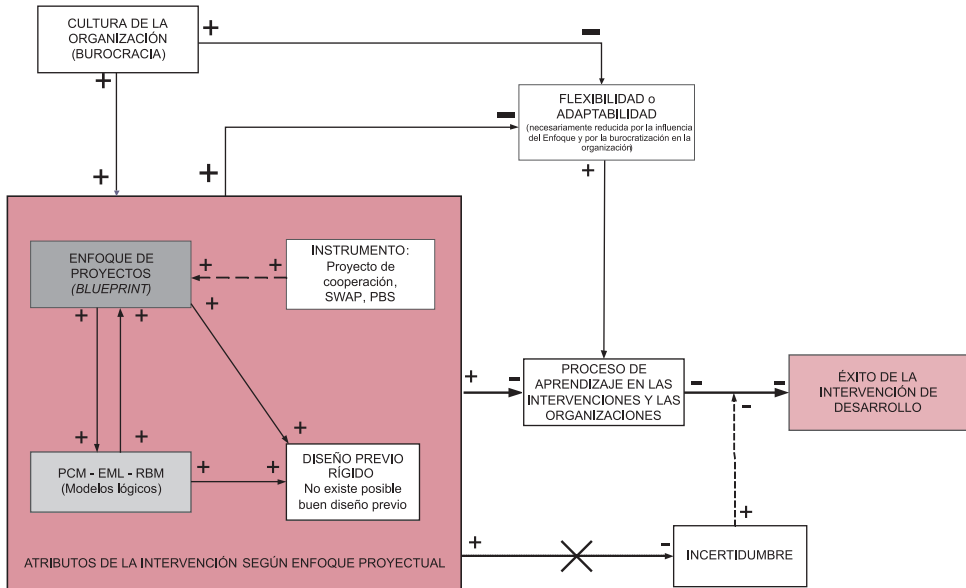 CULTURA DE LA
ORGANIZACIÓN
(BUROCRACIA)
+
−
+
FLEXIBILIDAD o
ADAPTABILIDAD
(necesariamente reducida por la influencia
del Enfoque y por la burocratización en la
organización)
−
+
+
+
ENFOQUE DE
PROYECTOS
(BLUEPRINT)
+
+
INSTRUMENTO:
Proyecto de
cooperación,
SWAP, PBS
+
+
+
+
+
PCM - EML - RBM
(Modelos lógicos)
+
+
+
DISEÑO PREVIO
RÍGIDO
No existe posible
buen diseño previo
ATRIBUTOS DE LA INTERVENCIÓN SEGÚN ENFOQUE PROYECTUAL
+
-
PROCESO DE
APRENDIZAJE EN LAS
INTERVENCIONES Y LAS
ORGANIZACIONES
-
-
-
ÉXITO DE LA
INTERVENCIÓN DE
DESARROLLO
+
-
+
INCERTIDUMBRE